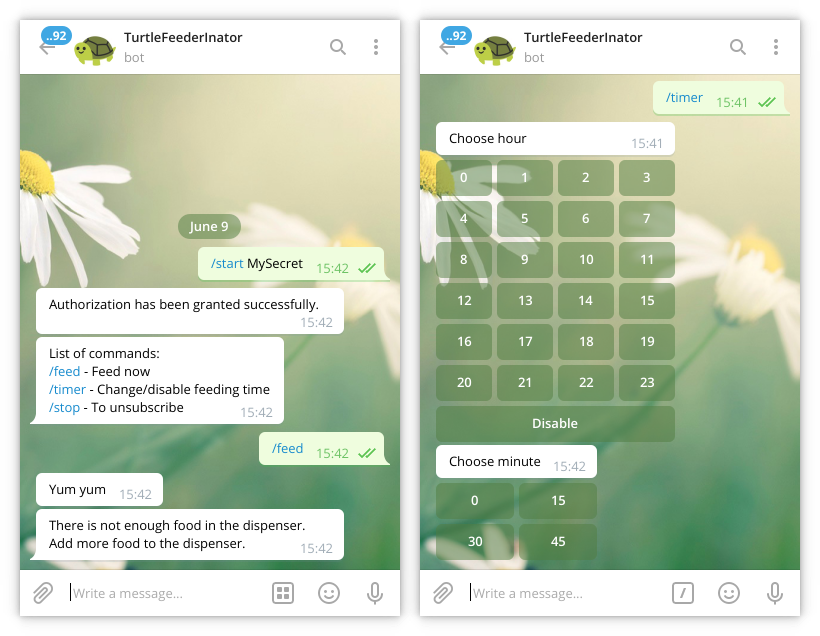 ..92
TurtleFeederInator
bot
June 9
/start MySecret 15:42
Authorization has been granted successfully.
15:42
List of commands:
/feed - Feed now
/timer - Change/disable feeding time
/stop - To unsubscribe 15:42
/feed 15:42
Yum yum 15:42
There is not enough food in the dispenser.
Add more food to the dispenser. 15:42
Write a message...
..92
TurtleFeederInator
bot
/timer 15:41
Choose hour 15:41
0 1 2 3
4 5 6 7
8 9 10 11
12 13 14 15
16 17 18 19
20 21 22 23
Disable
Choose minute 15:42
0 15
30 45
Write a message...
/